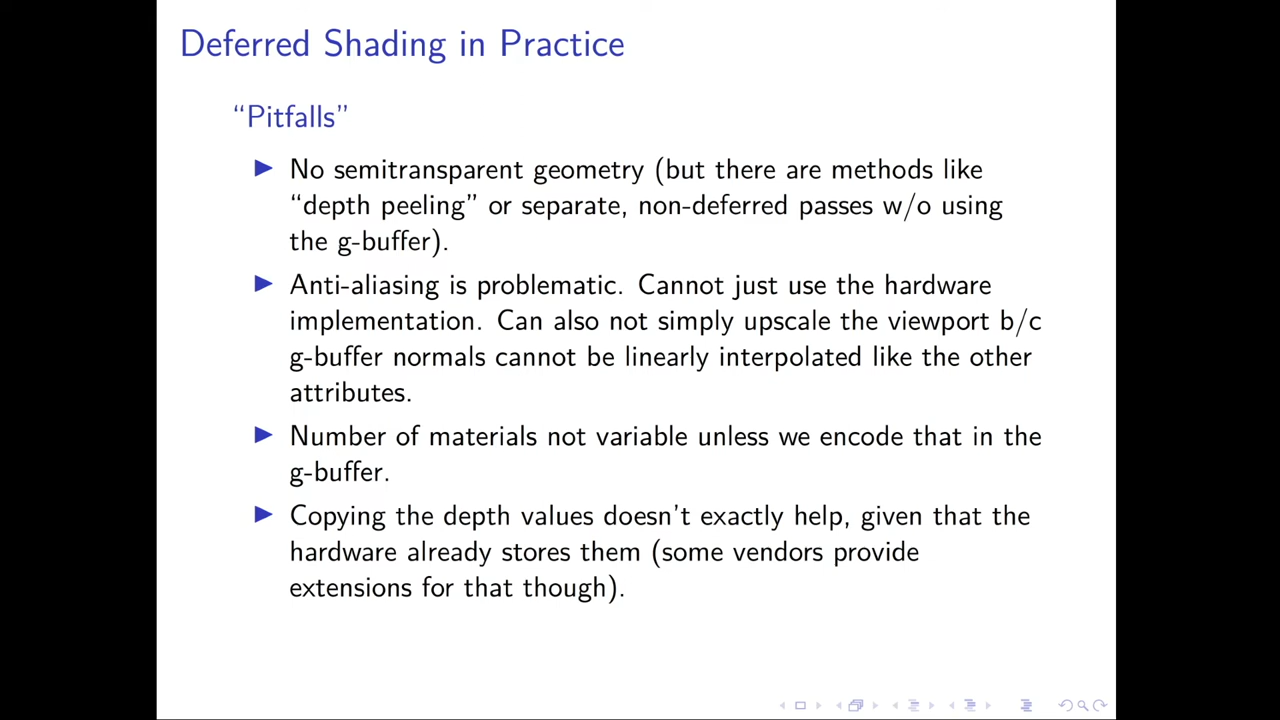 Deferred Shading in Practice
“Pitfalls”
No semitransparent geometry (but there are methods like
“depth peeling” or separate, non-deferred passes w/o using
the g-buffer).
Anti-aliasing is problematic. Cannot just use the hardware
implementation. Can also not simply upscale the viewport b/c
g-buffer normals cannot be linearly interpolated like the other
attributes.
Number of materials not variable unless we encode that in the
g-buffer.
Copying the depth values doesn't exactly help, given that the
hardware already stores them (some vendors provide
extensions for that though).